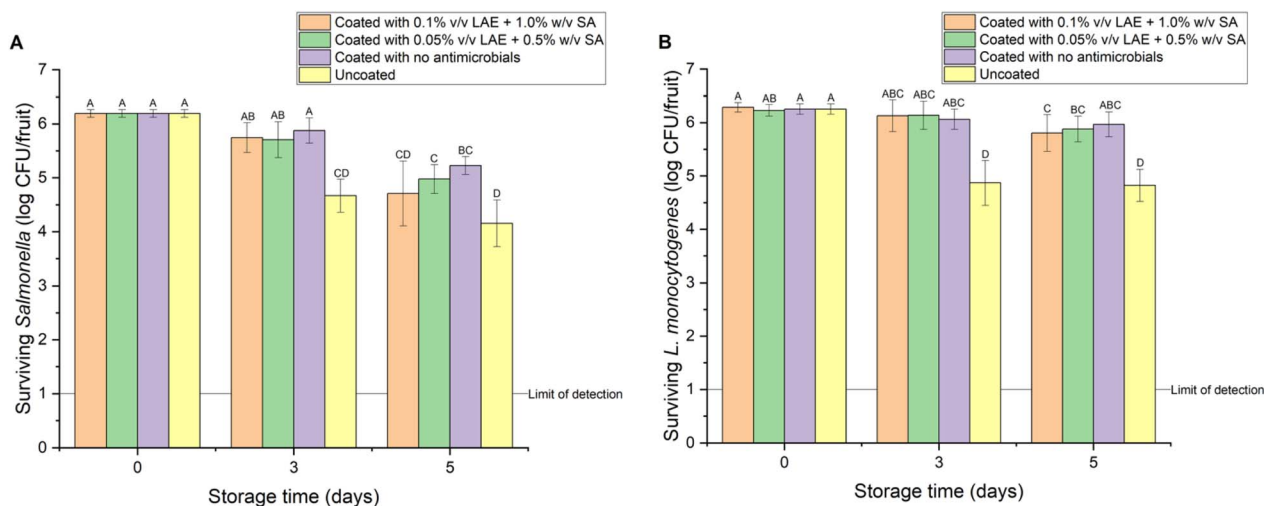 A
Coated with 0.1% v/v LAE + 1.0% w/v SA
Coated with 0.05% v/v LAE + 0.5% w/v SA
Coated with no antimicrobials
Uncoated
Surviving Salmonella (log CFU/fruit)
7
6
5
4
3
2
1
0
A A A A
AB AB A CD
CD C BC D
Limit of detection
0 3 5
Storage time (days)
B
Coated with 0.1% v/v LAE + 1.0% w/v SA
Coated with 0.05% v/v LAE + 0.5% w/v SA
Coated with no antimicrobials
Uncoated
Surviving L. monocytogenes (log CFU/fruit)
7
6
5
4
3
2
1
0
A AB A A
ABC ABC ABC D
C BC ABC D
Limit of detection
0 3 5
Storage time (days)